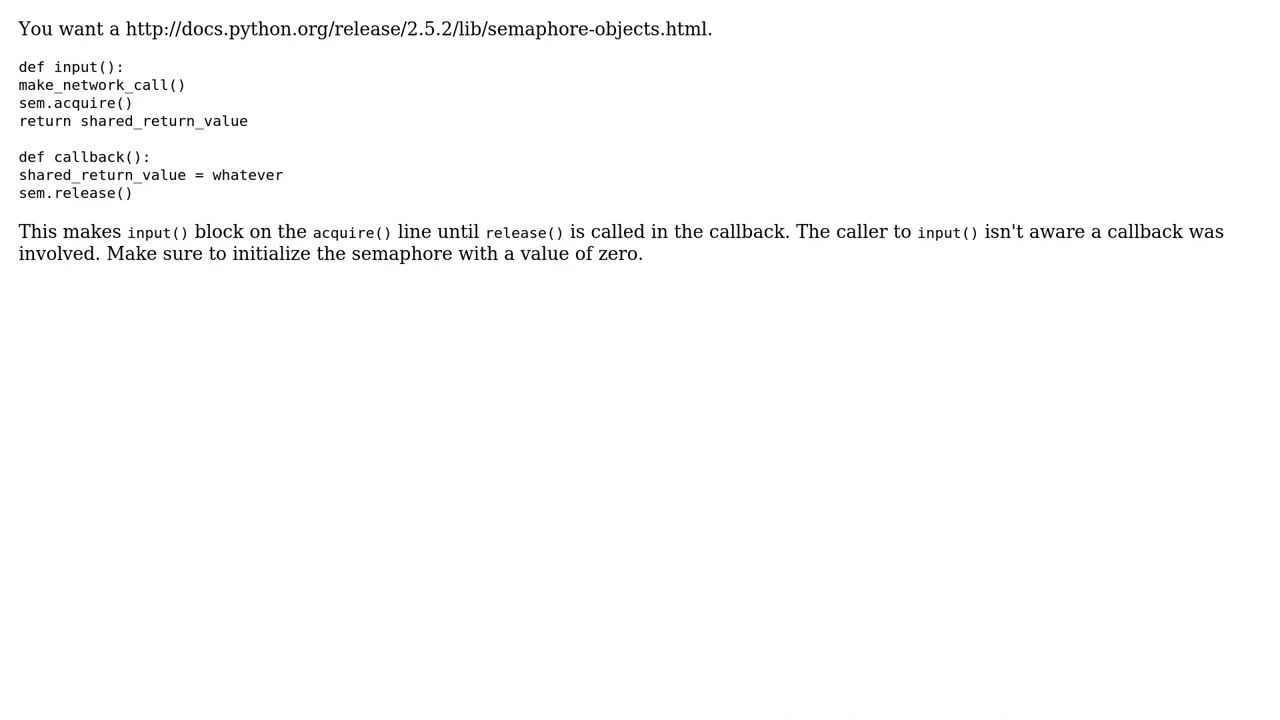 You want a http://docs.python.org/release/2.5.2/lib/semaphore-objects.html.
def input():
make_network_call()
sem.acquire()
return shared_return_value
def callback():
shared_return_value = whatever
sem.release()
This makes input() block on the acquire() line until release() is called in the callback. The caller to input() isn't aware a callback was
involved. Make sure to initialize the semaphore with a value of zero.